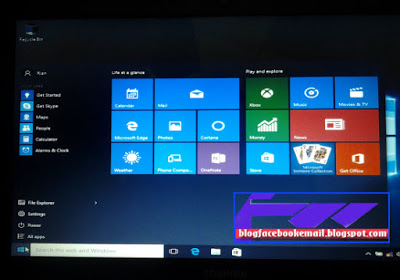 Recycle Bin
Life at a glance
Play and explore
Get Started
Get Skype
Maps
People
Calculator
Alarms & Clock
File Explorer
Settings
Power
All apps
Calendar
Mail
Xbox
Music
Movies & TV
Microsoft Edge
Photos
Cortana
Money
News
Weather
Phone Compa...
OneNote
Store
Microsoft
Solitaire Collection
Get Office
Search the web and Windows
blogfacebookemail.blogspot.com